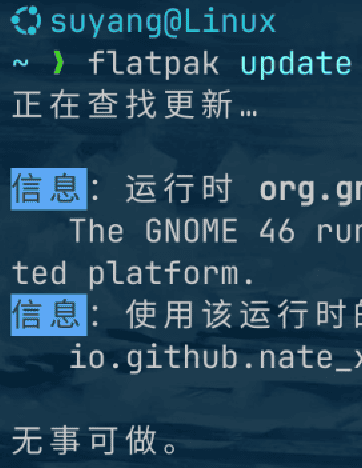 suyang@Linux
~ ❯ flatpak update
正在查找更新…
信息：运行时 org.gn
The GNOME 46 run
ted platform.
信息：使用该运行时的
io.github.nate_x
无事可做。